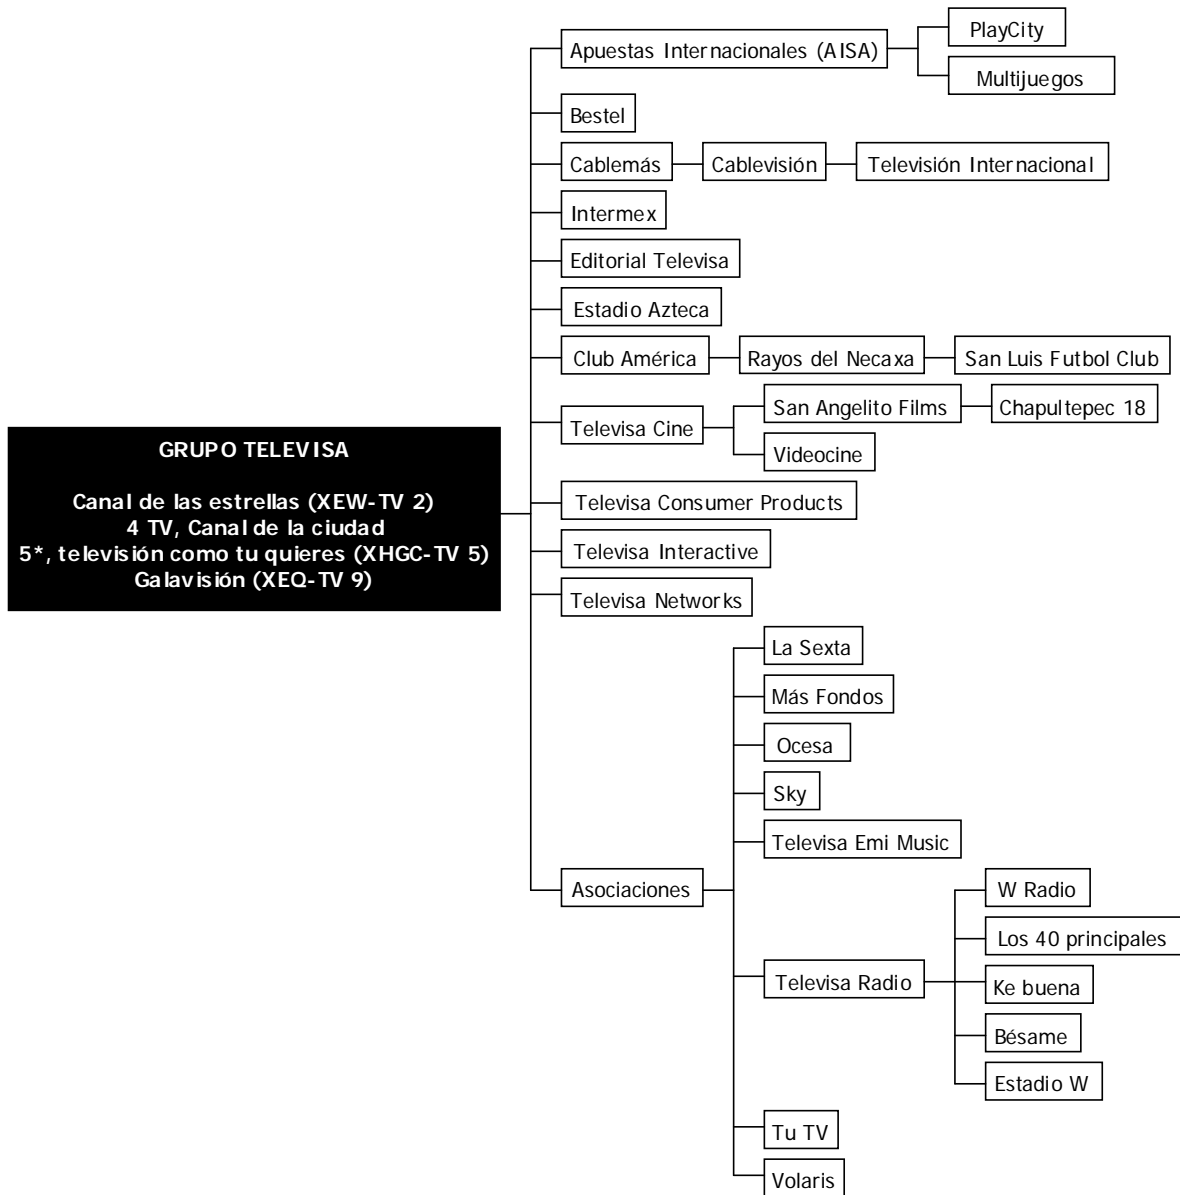 PlayCity
Apuestas Internacionales (AISA)
Multijuegos
Bestel
Cablemás
Cablevisión
Televisión Internacional
Intermex
Editorial Televisa
Estadio Azteca
Club América
Rayos del Necaxa
San Luis Futbol Club
San Angelito Films
Chapultepec 18
Televisa Cine
Videocine
GRUPO TELEVISA
Canal de las estrellas (XEW-TV 2)
4 TV, Canal de la ciudad
5*, televisión como tu quieres (XHGC-TV 5)
Galavisión (XEQ-TV 9)
Televisa Consumer Products
Televisa Interactive
Televisa Networks
La Sexta
Más Fondos
Ocesa
Sky
Televisa Emi Music
Asociaciones
W Radio
Los 40 principales
Televisa Radio
Ke buena
Bésame
Estadio W
Tu TV
Volaris